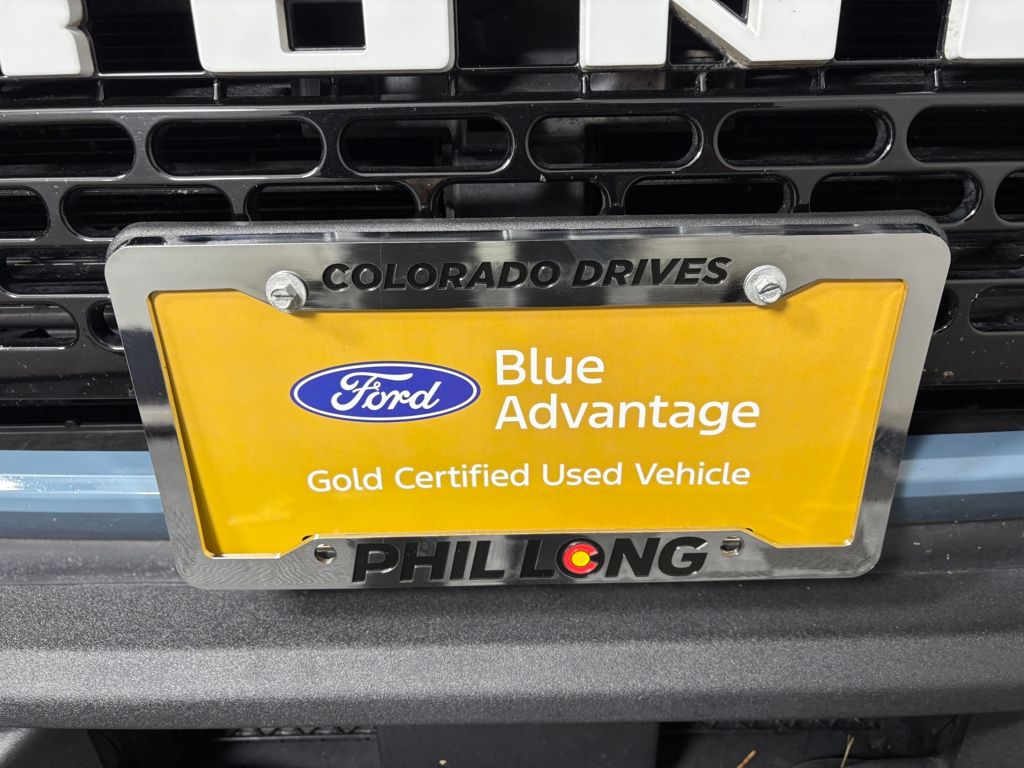 COLORADO DRIVES
Ford
Blue
Advantage
Gold Certified Used Vehicle
PHIL LONG